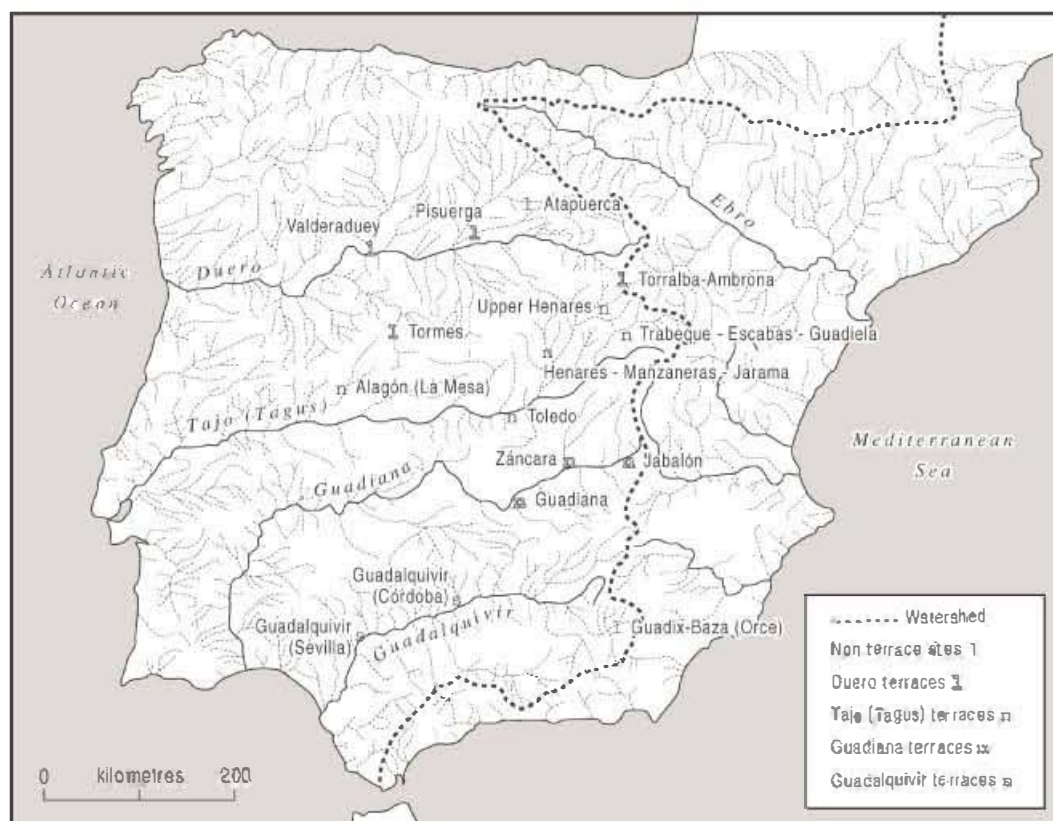 Ebro
Atapuerca
Pisuerga
Valderaduey
Duero
Atlantic
Ocean
Torralba-Ambrona
Upper Henares
Trabeque - Escabas - Guadiela
Tormes
Henares - Manzaneras - Jarama
Alagón (La Mesa)
Tajo (Tagus)
Toledo
Mediterranean
Sea
Záncara
Jabalón
Guadiana
Guadiana
Guadalquivir
(Córdoba)
Guadalquivir
Guadalquivir
(Sevilla)
Guadix-Baza (Orce)
Watershed
Non terrace sites
Duero terraces
Tajo (Tagus) terraces
Guadiana terraces
Guadalquivir terraces
0 kilometres 200